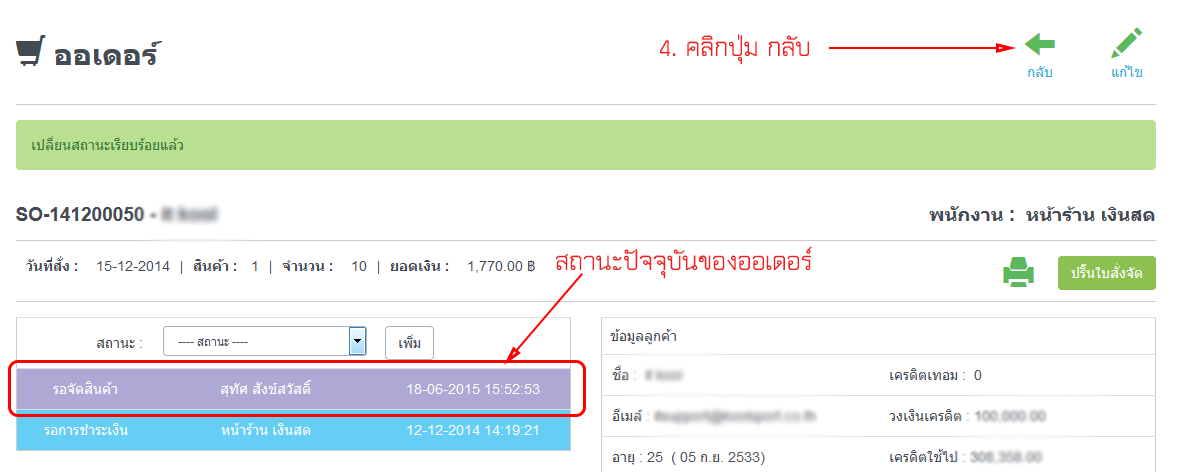 ออเดอร์
4. คลิกปุ่ม กลับ
กลับ แก้ไข
เปลี่ยนสถานะเรียบร้อยแล้ว
SO-141200050 -
พนักงาน : หน้าร้าน เงินสด
วันที่สั่ง : 15-12-2014 | สินค้า : 1 | จำนวน : 10 | ยอดเงิน : 1,770.00 ฿
สถานะปัจจุบันของออเดอร์
ปริ้นใบสั่งจัด
สถานะ : ---- สถานะ ---- เพิ่ม
รอจัดสินค้า สุทัศ สังข์สวัสดิ์ 18-06-2015 15:52:53
รอการชำระเงิน หน้าร้าน เงินสด 12-12-2014 14:19:21
ข้อมูลลูกค้า
ชื่อ : เครดิตเทอม : 0
อีเมล์ : วงเงินเครดิต : 100,000.00
อายุ : 25 ( 05 ก.ย. 2533) เครดิตใช้ไป : 308,358.00